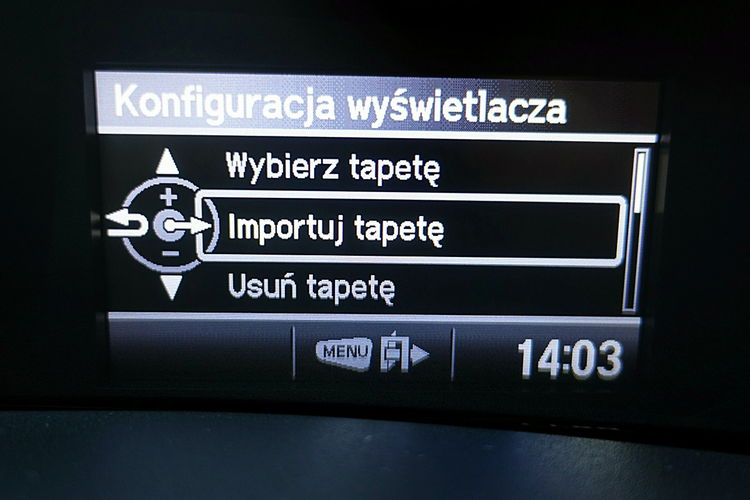 Konfiguracja wyświetlacza
Wybierz tapetę
Importuj tapetę
Usuń tapetę
MENU
14:03